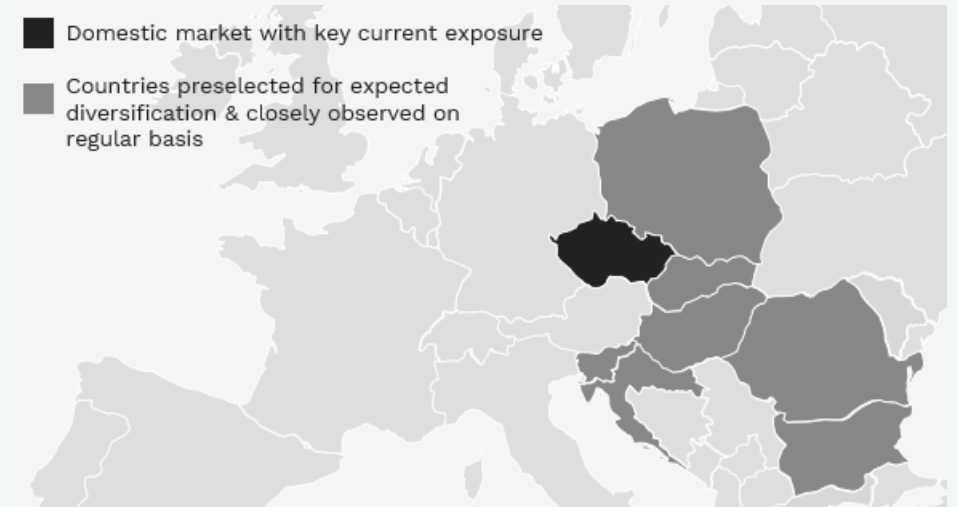 Domestic market with key current exposure
Countries preselected for expected
diversification & closely observed on
regular basis